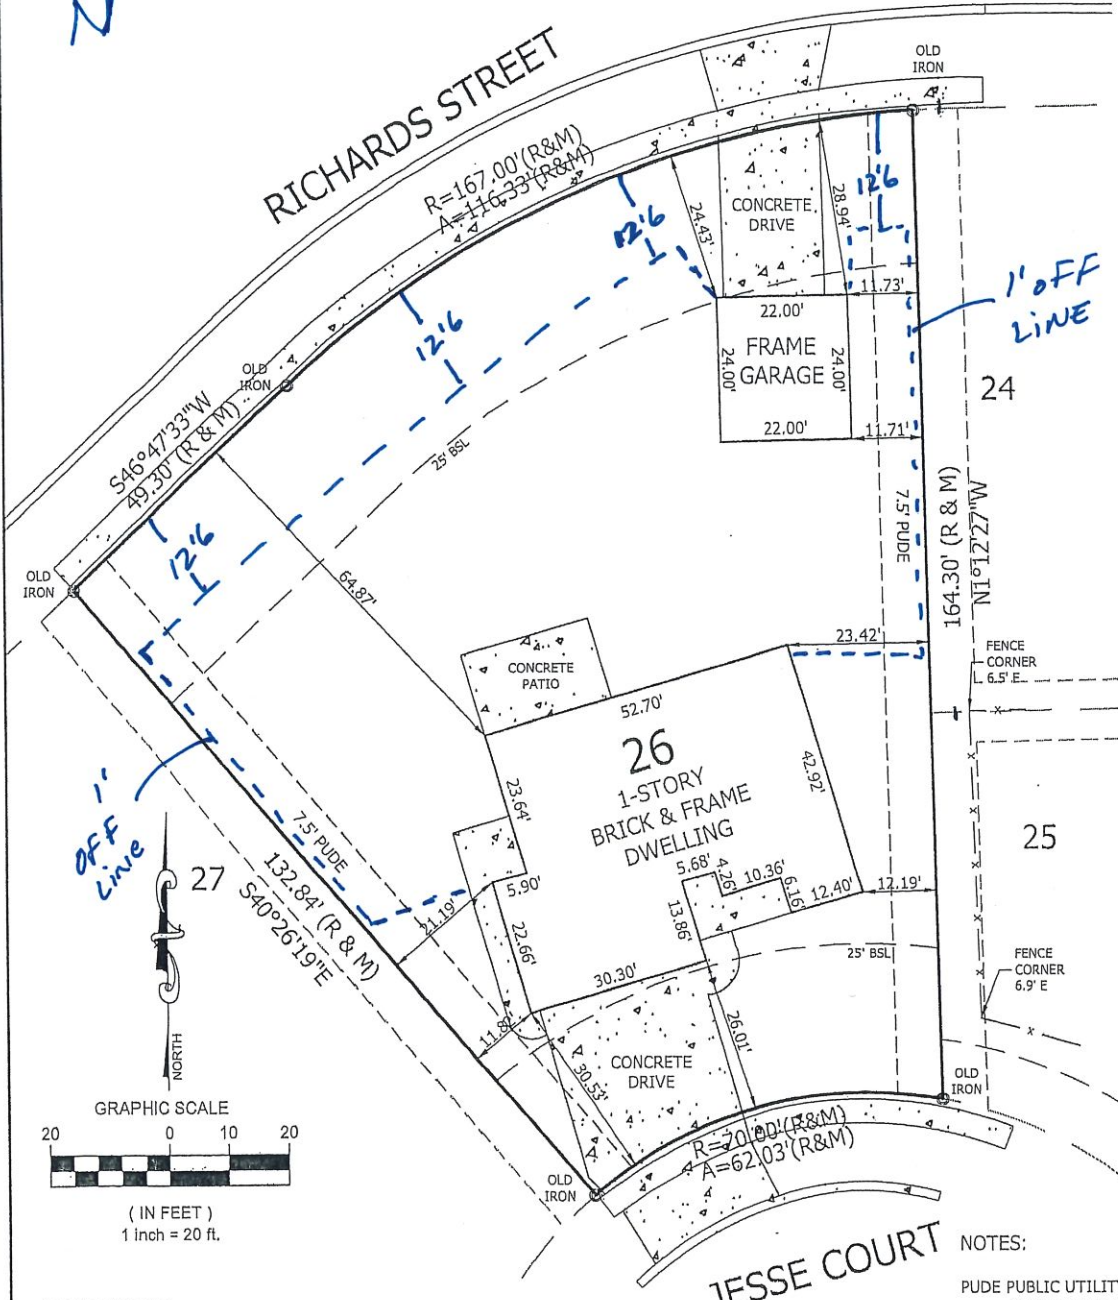 N
RICHARDS STREET
R=167.00'(R&M)
A=116.33'(R&M)
OLD
IRON
CONCRETE
DRIVE
24.43'
28.94'
12'6
12'6
12'6
12'6
11.73'
1' OFF
LINE
22.00'
FRAME
GARAGE
24.00'
24.00'
22.00'
11.71'
24
OLD
IRON
S46°47'33"W
49.30' (R & M)
25' BSL
7.5' PUDE
164.30' (R & M)
N1°12'27"W
OLD
IRON
64.87'
23.42'
FENCE
CORNER
6.5' E
CONCRETE
PATIO
52.70'
26
1-STORY
BRICK & FRAME
DWELLING
42.92'
23.64'
1'
OFF
Line
7.5' PUDE
27
132.84' (R & M)
S40°26'19"E
25
5.90'
5.68'
4.26'
10.36'
6.16'
12.40'
12.19'
21.19'
22.66'
13.86'
25' BSL
FENCE
CORNER
6.9' E
30.30'
26.01'
30.53'
CONCRETE
DRIVE
NORTH
OLD
IRON
R=70.00'(R&M)
A=62.03'(R&M)
OLD
IRON
GRAPHIC SCALE
20 0 10 20
( IN FEET )
1 inch = 20 ft.
JESSE COURT
NOTES:
PUDE PUBLIC UTILITY